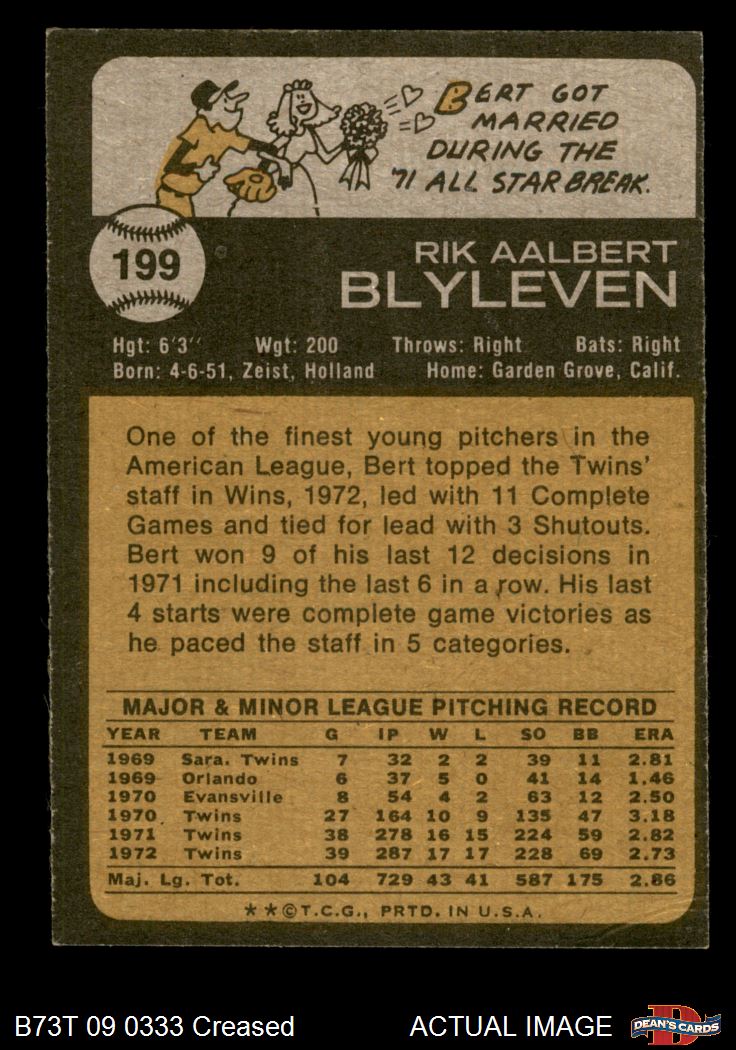 BERT GOT
MARRIED
DURING THE
'71 ALL STAR BREAK.
199
RIK AALBERT
BLYLEVEN
Hgt: 6'3'' Wgt: 200 Throws: Right Bats: Right
Born: 4-6-51, Zeist, Holland Home: Garden Grove, Calif.
One of the finest young pitchers in the
American League, Bert topped the Twins'
staff in Wins, 1972, led with 11 Complete
Games and tied for lead with 3 Shutouts.
Bert won 9 of his last 12 decisions in
1971 including the last 6 in a row. His last
4 starts were complete game victories as
he paced the staff in 5 categories.
MAJOR & MINOR LEAGUE PITCHING RECORD
YEAR TEAM G IP W L SO BB ERA
1969 Sara. Twins 7 32 2 2 39 11 2.81
1969 Orlando 6 37 5 0 41 14 1.46
1970 Evansville 8 54 4 2 63 12 2.50
1970 Twins 27 164 10 9 135 47 3.18
1971 Twins 38 278 16 15 224 59 2.82
1972 Twins 39 287 17 17 228 69 2.73
Maj. Lg. Tot. 104 729 43 41 587 175 2.86
**©T.C.G., PRTD. IN U.S.A.
B73T 09 0333 Creased ACTUAL IMAGE
DEAN'S CARDS